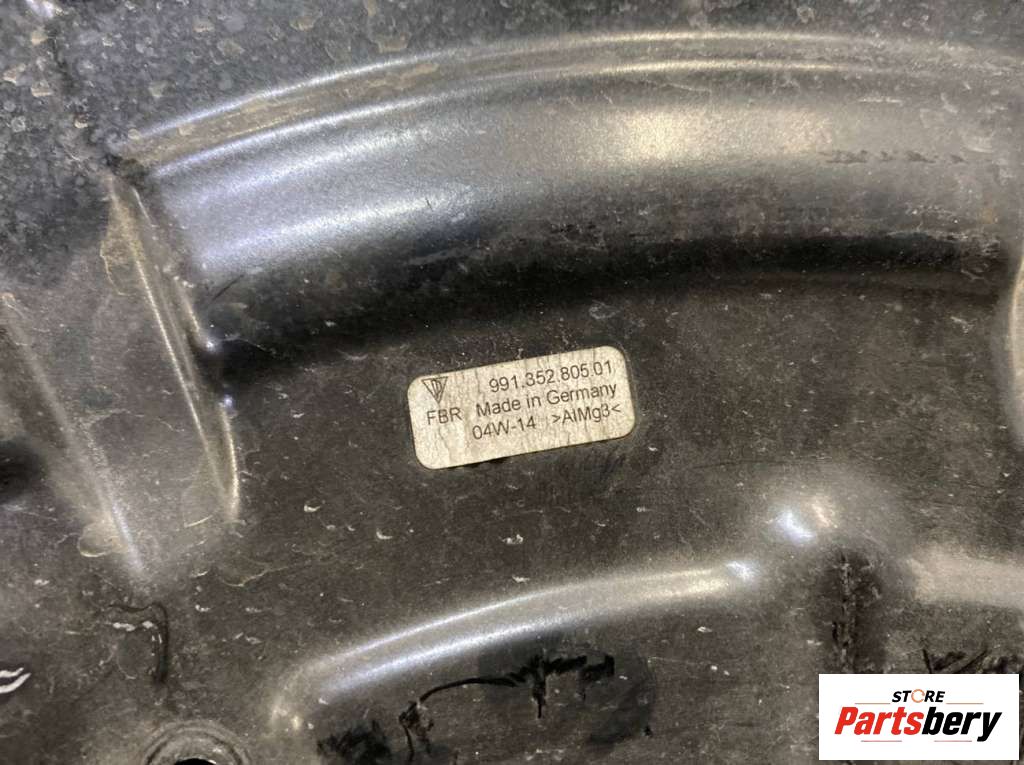 991.352.805.01
FBR Made in Germany
04W-14 >AlMg3<
STORE
Partsbery